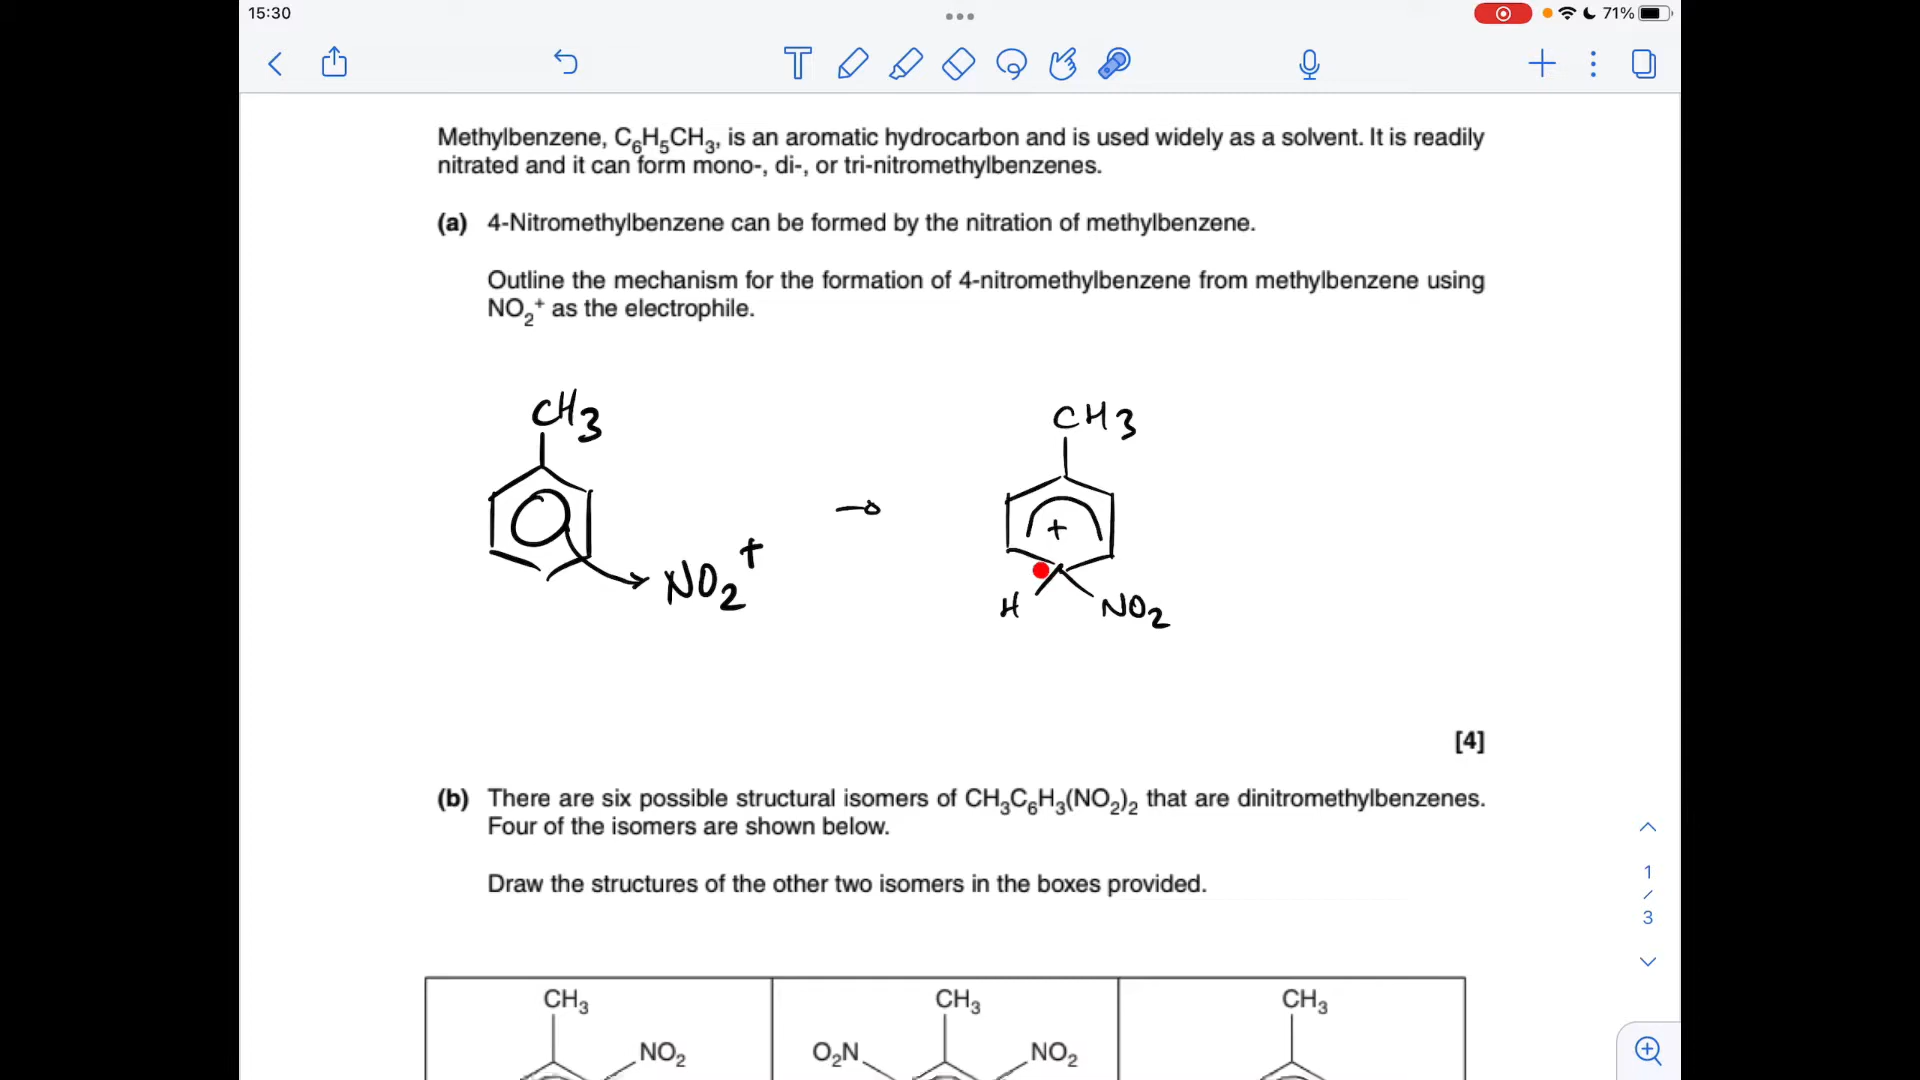 15:30
71%
Methylbenzene, C₆H₅CH₃, is an aromatic hydrocarbon and is used widely as a solvent. It is readily
nitrated and it can form mono-, di-, or tri-nitromethylbenzenes.
(a) 4-Nitromethylbenzene can be formed by the nitration of methylbenzene.
Outline the mechanism for the formation of 4-nitromethylbenzene from methylbenzene using
NO₂⁺ as the electrophile.
CH3
CH3
+
NO2+
H
NO2
[4]
(b) There are six possible structural isomers of CH₃C₆H₃(NO₂)₂ that are dinitromethylbenzenes.
Four of the isomers are shown below.
Draw the structures of the other two isomers in the boxes provided.
1
/
3
CH₃
CH₃
CH₃
NO₂
O₂N
NO₂